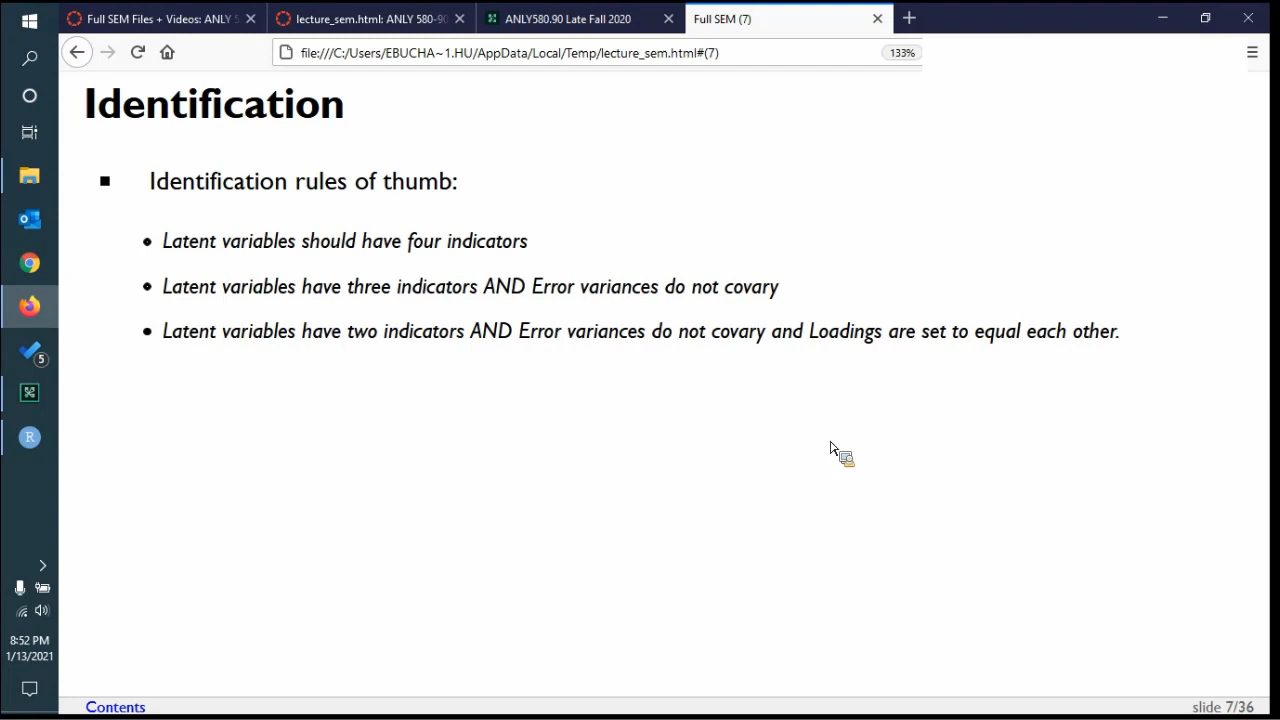 Full SEM Files + Videos: ANLY 5
lecture_sem.html: ANLY 580-90
ANLY580.90 Late Fall 2020
Full SEM (7)
file:///C:/Users/EBUCHA~1.HU/AppData/Local/Temp/lecture_sem.html#(7)
133%
Identification
Identification rules of thumb:
Latent variables should have four indicators
Latent variables have three indicators AND Error variances do not covary
Latent variables have two indicators AND Error variances do not covary and Loadings are set to equal each other.
5
R
8:52 PM
1/13/2021
Contents
slide 7/36